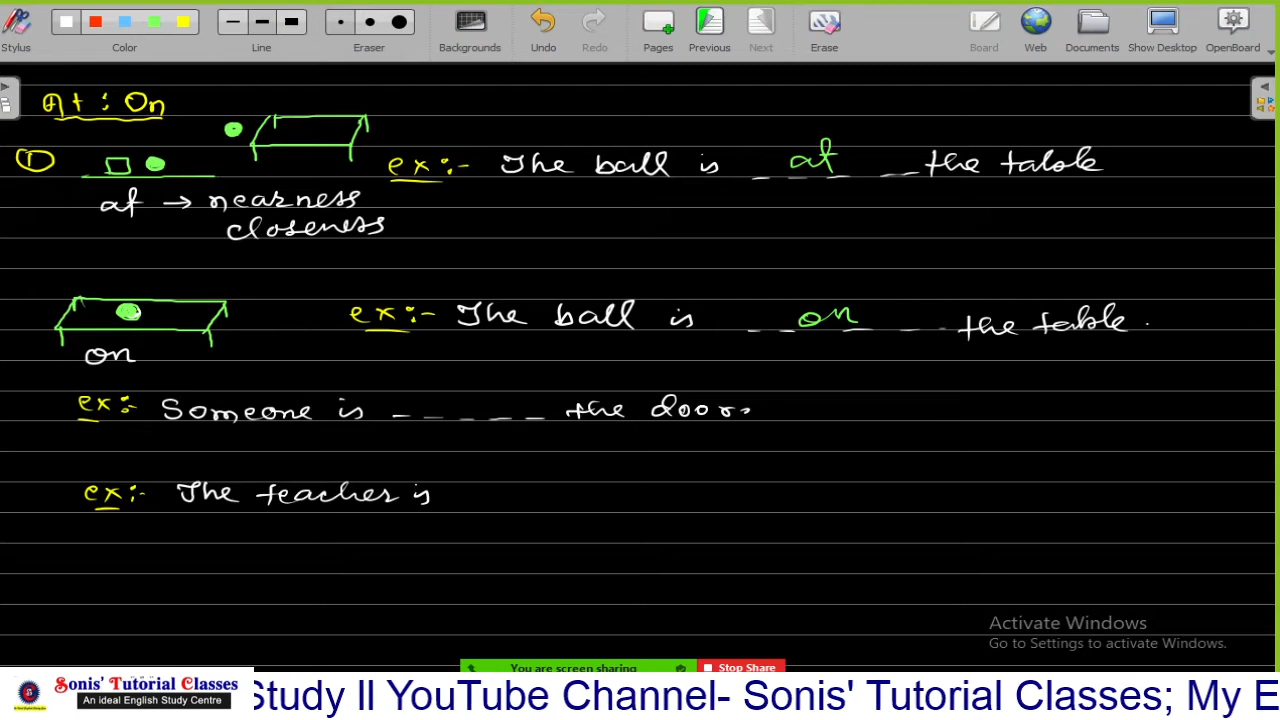 Stylus
Color
Line
Eraser
Backgrounds
Undo
Redo
Pages
Previous
Next
Erase
Board
Web
Documents
Show Desktop
OpenBoard
At : On
① ex:- The ball is _ at _ _ the table
at → nearness
closeness
ex:- The ball is _ _ on _ _ the table.
on
ex:- Someone is _ _ _ _ _ the door.
ex:- The teacher is
Activate Windows
Go to Settings to activate Windows.
You are screen sharing
Stop Share
Sonis' Tutorial Classes
An ideal English Study Centre
Study ll YouTube Channel- Sonis' Tutorial Classes; My E